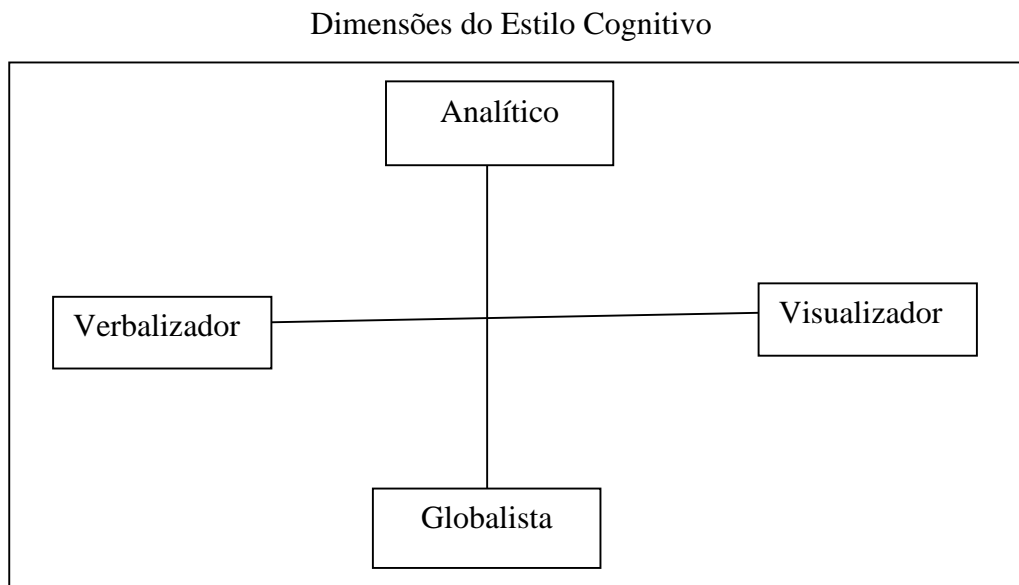 Dimensões do Estilo Cognitivo
Analítico
Verbalizador
Visualizador
Globalista